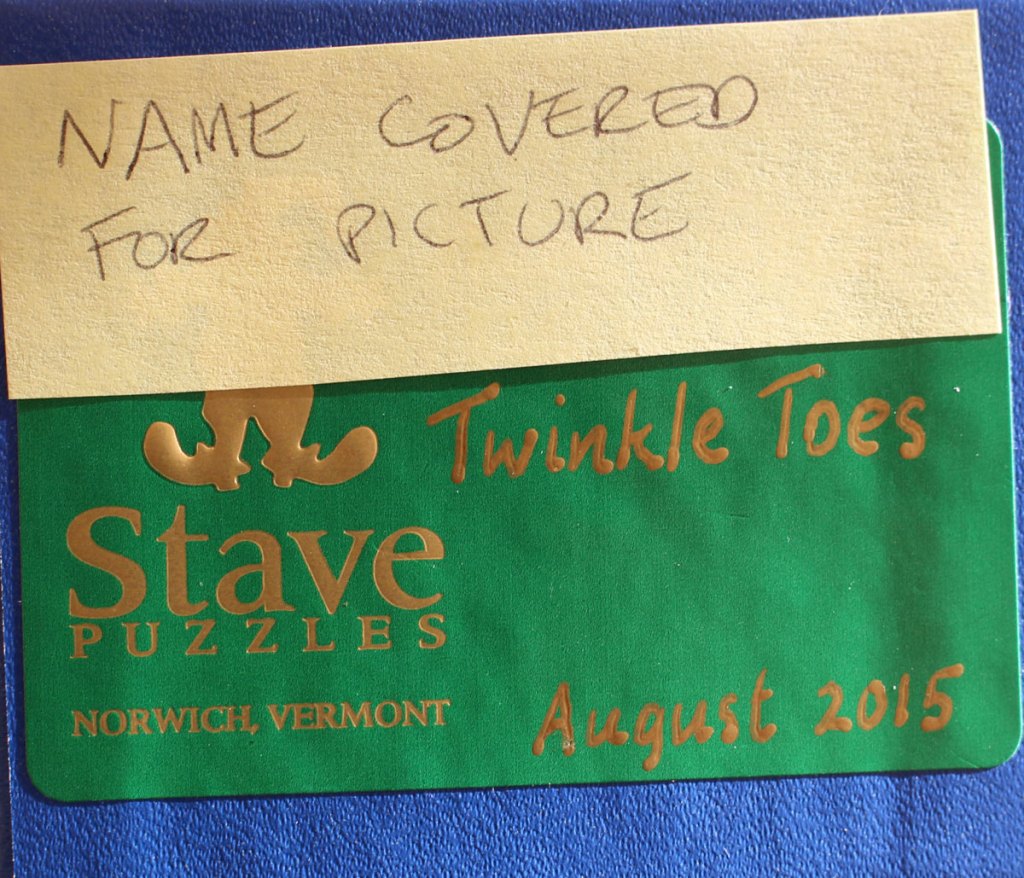 NAME COVERED
FOR PICTURE
Twinkle Toes
Stave
PUZZLES
NORWICH, VERMONT
August 2015